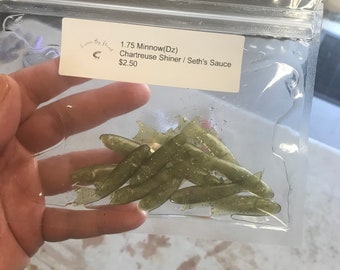 1.75 Minnow(Dz)
Chartreuse Shiner / Seth's Sauce
$2.50